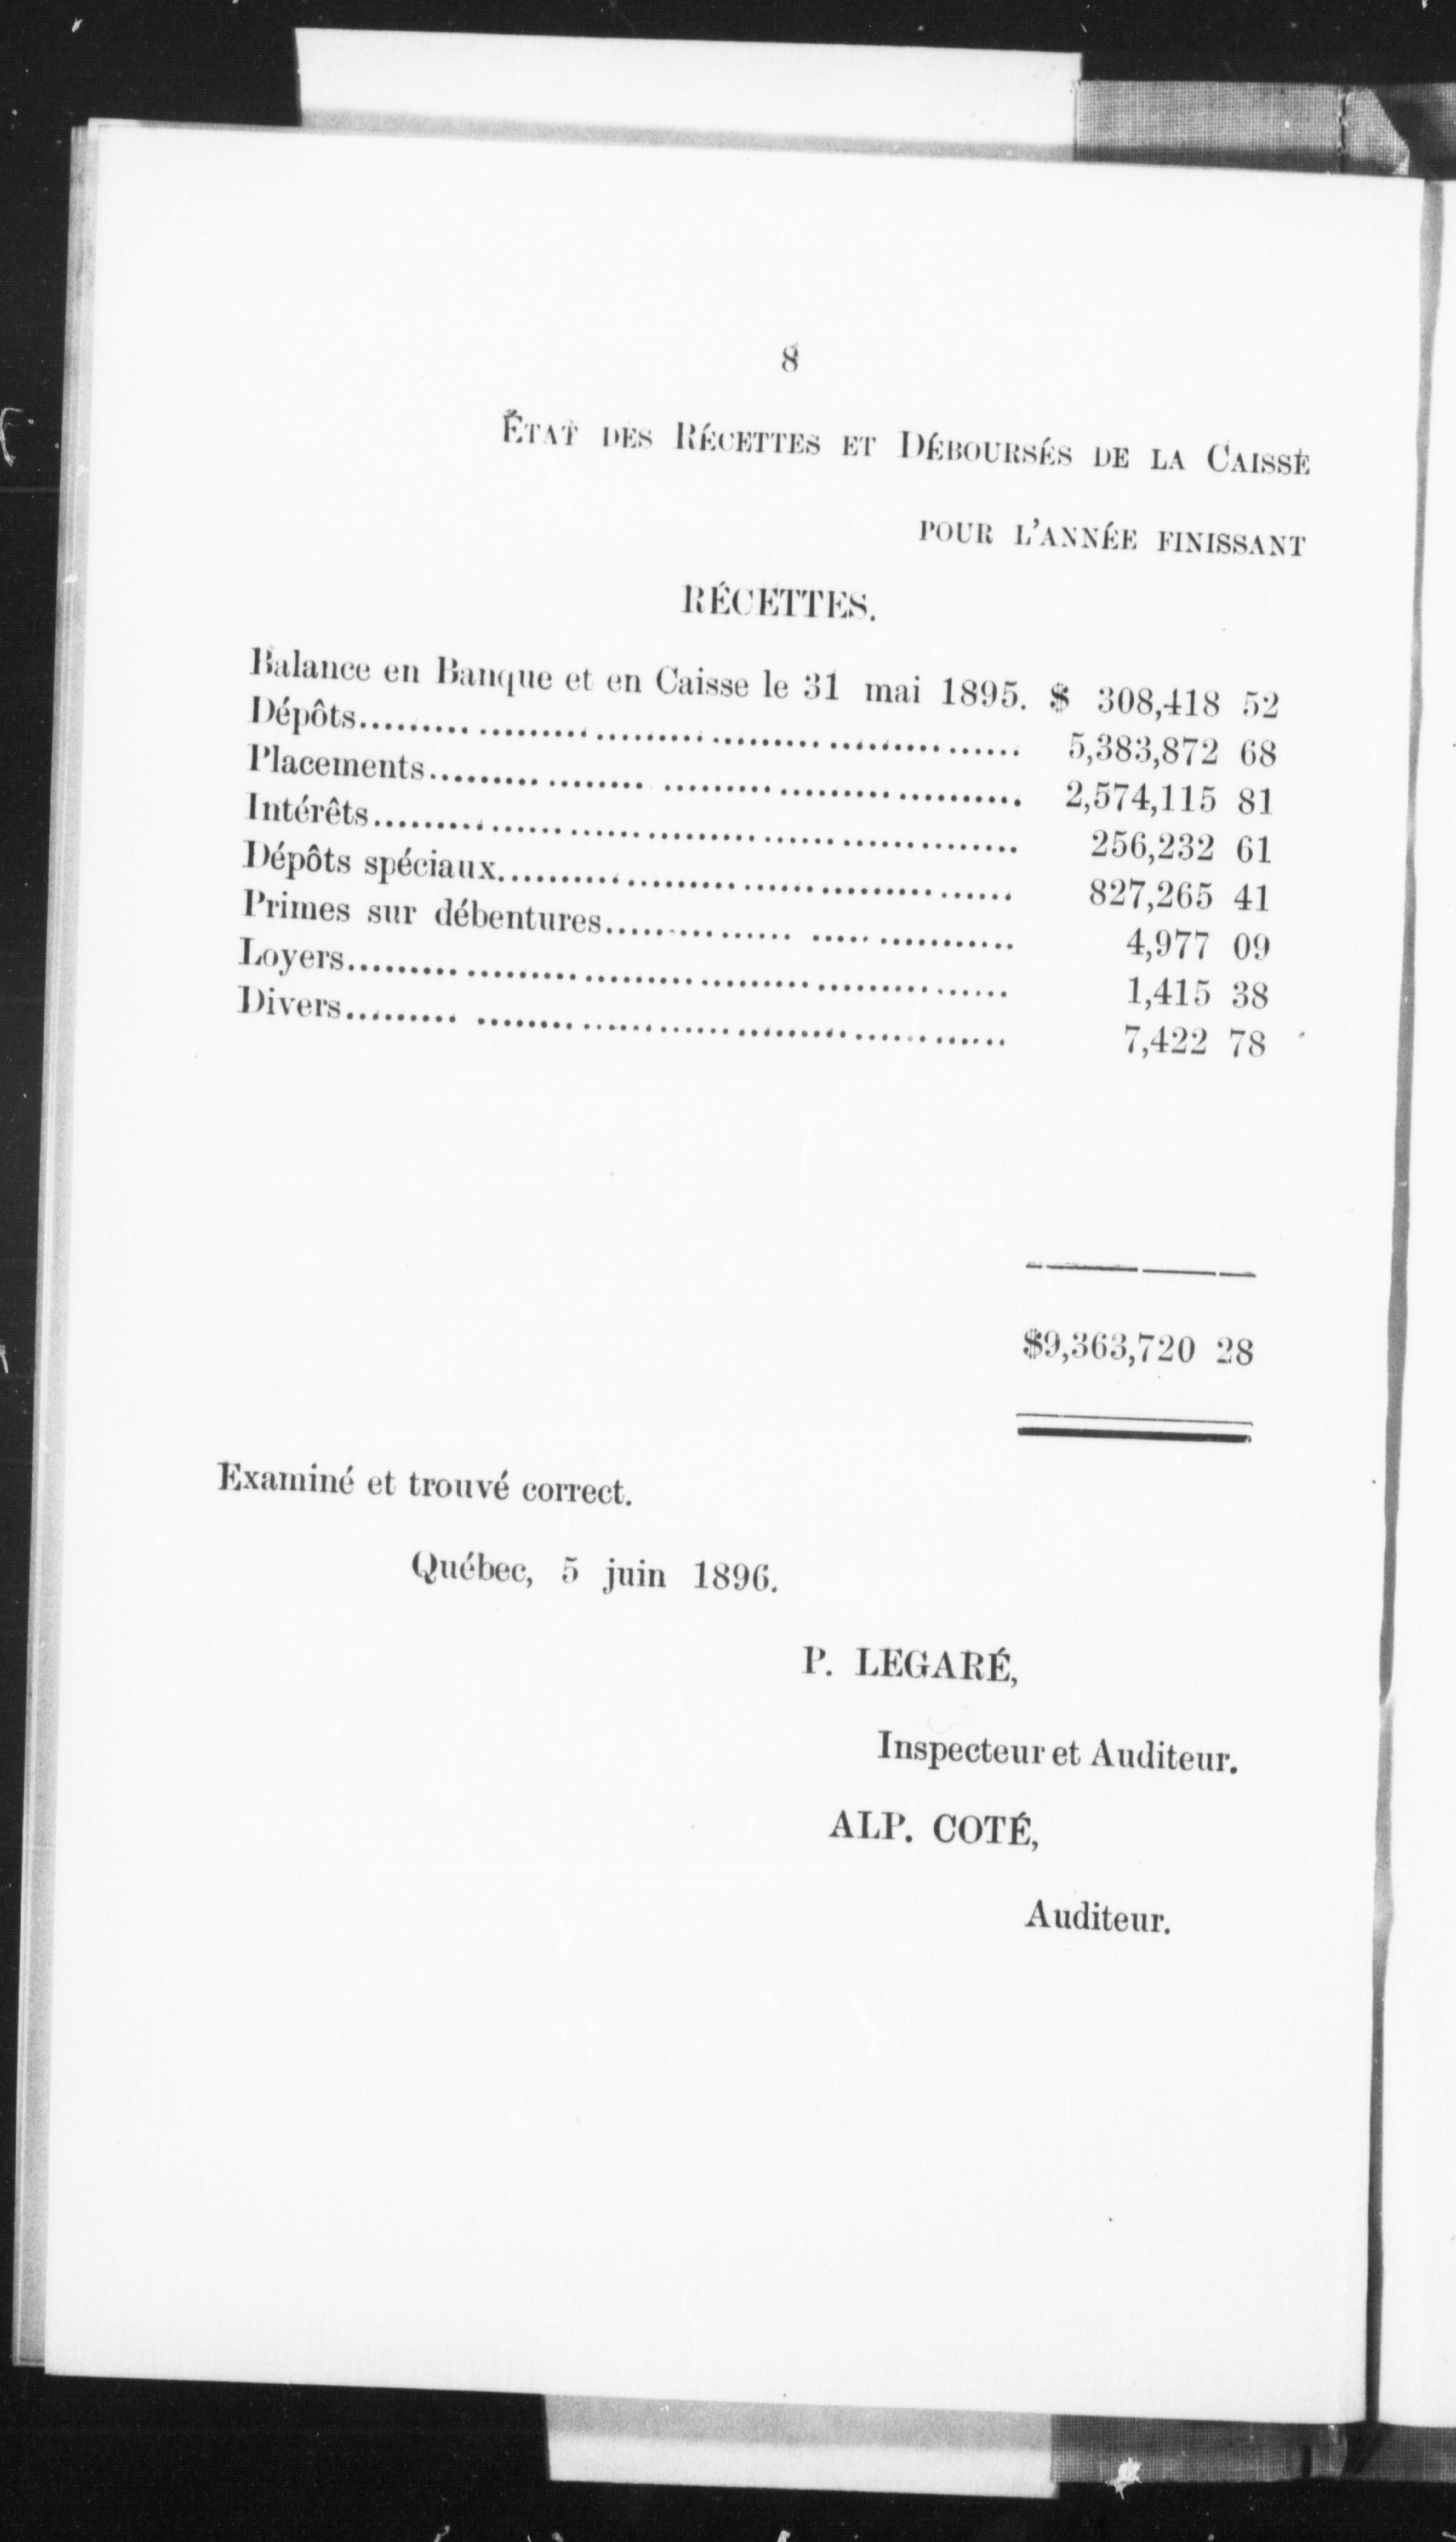 8
ÉTAT DES RÉCETTES ET DÉBOURSÉS DE LA CAISSE
POUR L'ANNÉE FINISSANT
RÉCETTES.
Balance en Banque et en Caisse le 31 mai 1895. $ 308,418 52
Dépôts.................................................. 5,383,872 68
Placements.................................................. 2,574,115 81
Intérêts.................................................. 256,232 61
Dépôts spéciaux.................................................. 827,265 41
Primes sur débentures.................................. 4,977 09
Loyers.................................................. 1,415 38
Divers.................................................. 7,422 78
$9,363,720 28
Examiné et trouvé correct.
Québec, 5 juin 1896.
P. LEGARÉ,
Inspecteur et Auditeur.
ALP. COTÉ,
Auditeur.